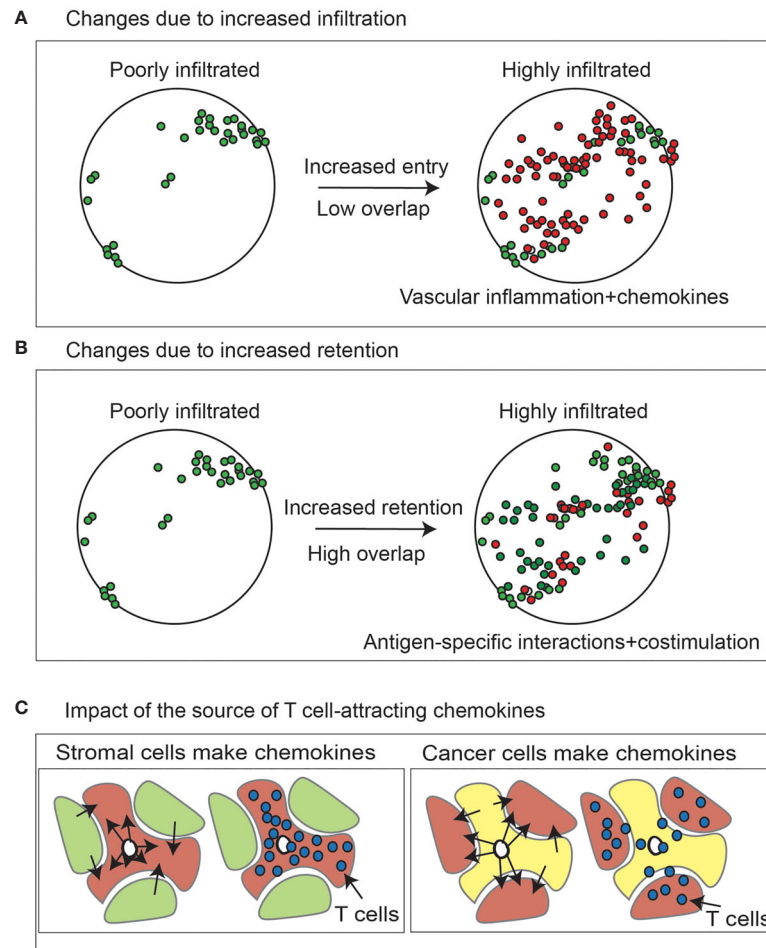 A Changes due to increased infiltration
Poorly infiltrated
Highly infiltrated
Increased entry
Low overlap
Vascular inflammation+chemokines
B Changes due to increased retention
Poorly infiltrated
Highly infiltrated
Increased retention
High overlap
Antigen-specific interactions+costimulation
C Impact of the source of T cell-attracting chemokines
Stromal cells make chemokines
Cancer cells make chemokines
T cells
T cells